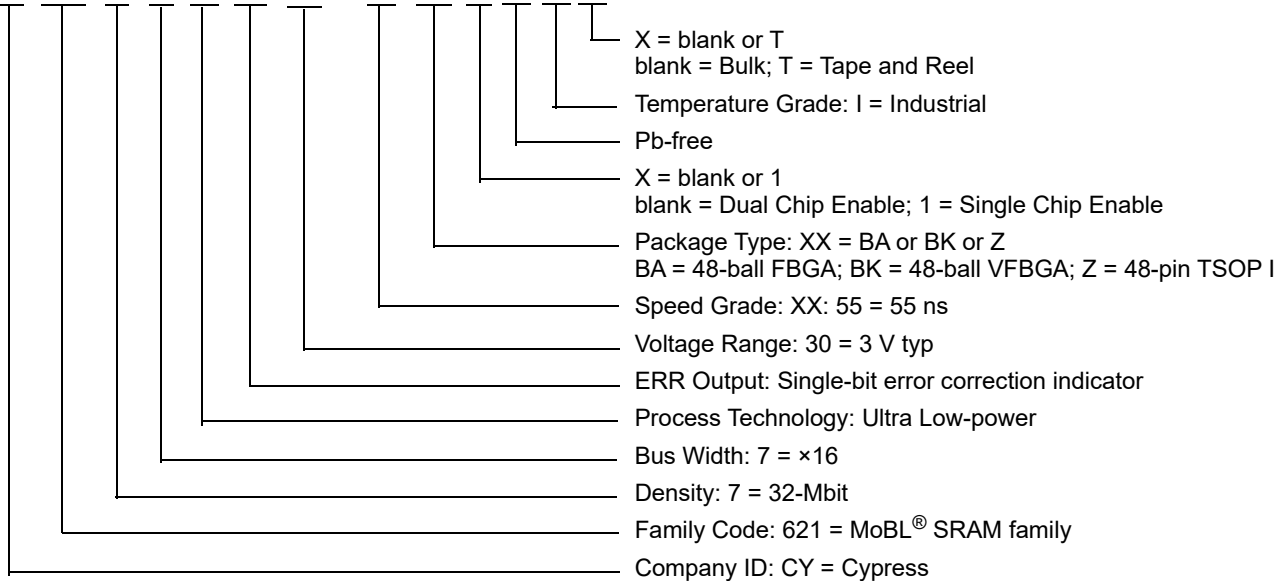 X = blank or T
blank = Bulk; T = Tape and Reel
Temperature Grade: I = Industrial
Pb-free
X = blank or 1
blank = Dual Chip Enable; 1 = Single Chip Enable
Package Type: XX = BA or BK or Z
BA = 48-ball FBGA; BK = 48-ball VFBGA; Z = 48-pin TSOP I
Speed Grade: XX: 55 = 55 ns
Voltage Range: 30 = 3 V typ
ERR Output: Single-bit error correction indicator
Process Technology: Ultra Low-power
Bus Width: 7 = ×16
Density: 7 = 32-Mbit
Family Code: 621 = MoBL® SRAM family
Company ID: CY = Cypress